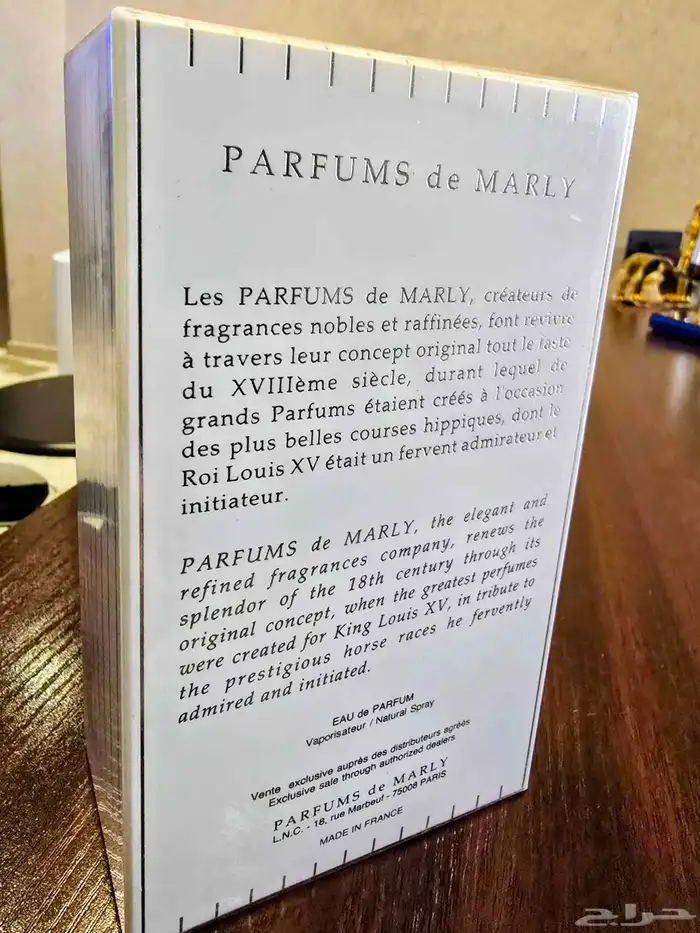 PARFUMS de MARLY
Les PARFUMS de MARLY, créateurs de
fragrances nobles et raffinées, font revivre
à travers leur concept original tout le faste
du XVIIIème siècle, durant lequel de
grands Parfums étaient créés à l'occasion
des plus belles courses hippiques, dont le
Roi Louis XV était un fervent admirateur et
initiateur.
PARFUMS de MARLY, the elegant and
refined fragrances company, renews the
splendor of the 18th century through its
original concept, when the greatest perfumes
were created for King Louis XV, in tribute to
the prestigious horse races he fervently
admired and initiated.
EAU de PARFUM
Vaporisateur / Natural Spray
Vente exclusive auprès des distributeurs agréés
Exclusive sale through authorized dealers
PARFUMS de MARLY
L.N.C. - 18, rue Marbeuf - 75008 PARIS
MADE IN FRANCE
حراج